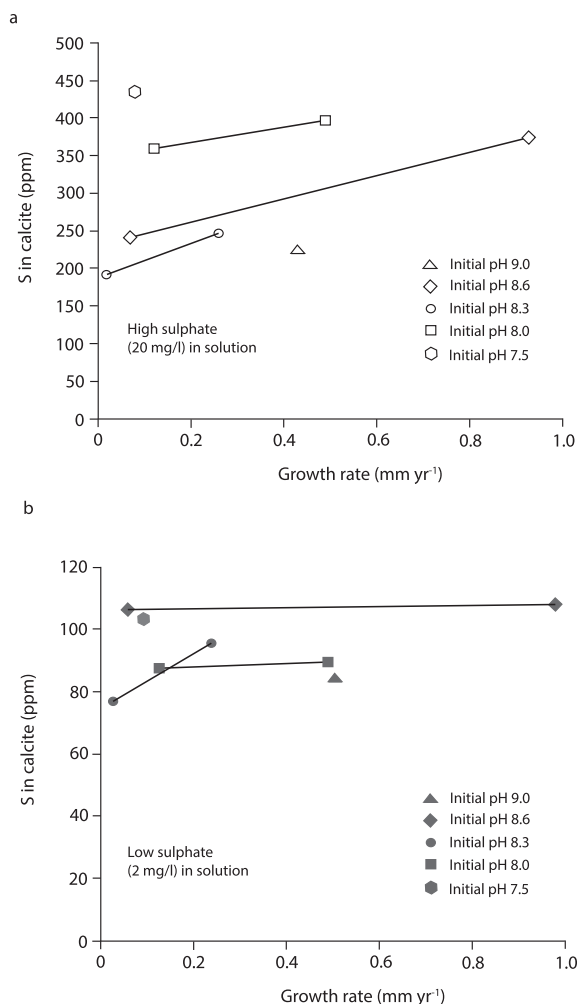 a
500
450
400
350
300
250
200
150
100
50
0
S in calcite (ppm)
Initial pH 9.0
Initial pH 8.6
Initial pH 8.3
Initial pH 8.0
Initial pH 7.5
High sulphate
(20 mg/l) in solution
0 0.2 0.4 0.6 0.8 1.0
Growth rate (mm yr-1)
b
120
100
80
60
40
20
0
S in calcite (ppm)
Initial pH 9.0
Initial pH 8.6
Initial pH 8.3
Initial pH 8.0
Initial pH 7.5
Low sulphate
(2 mg/l) in solution
0 0.2 0.4 0.6 0.8 1.0
Growth rate (mm yr-1)